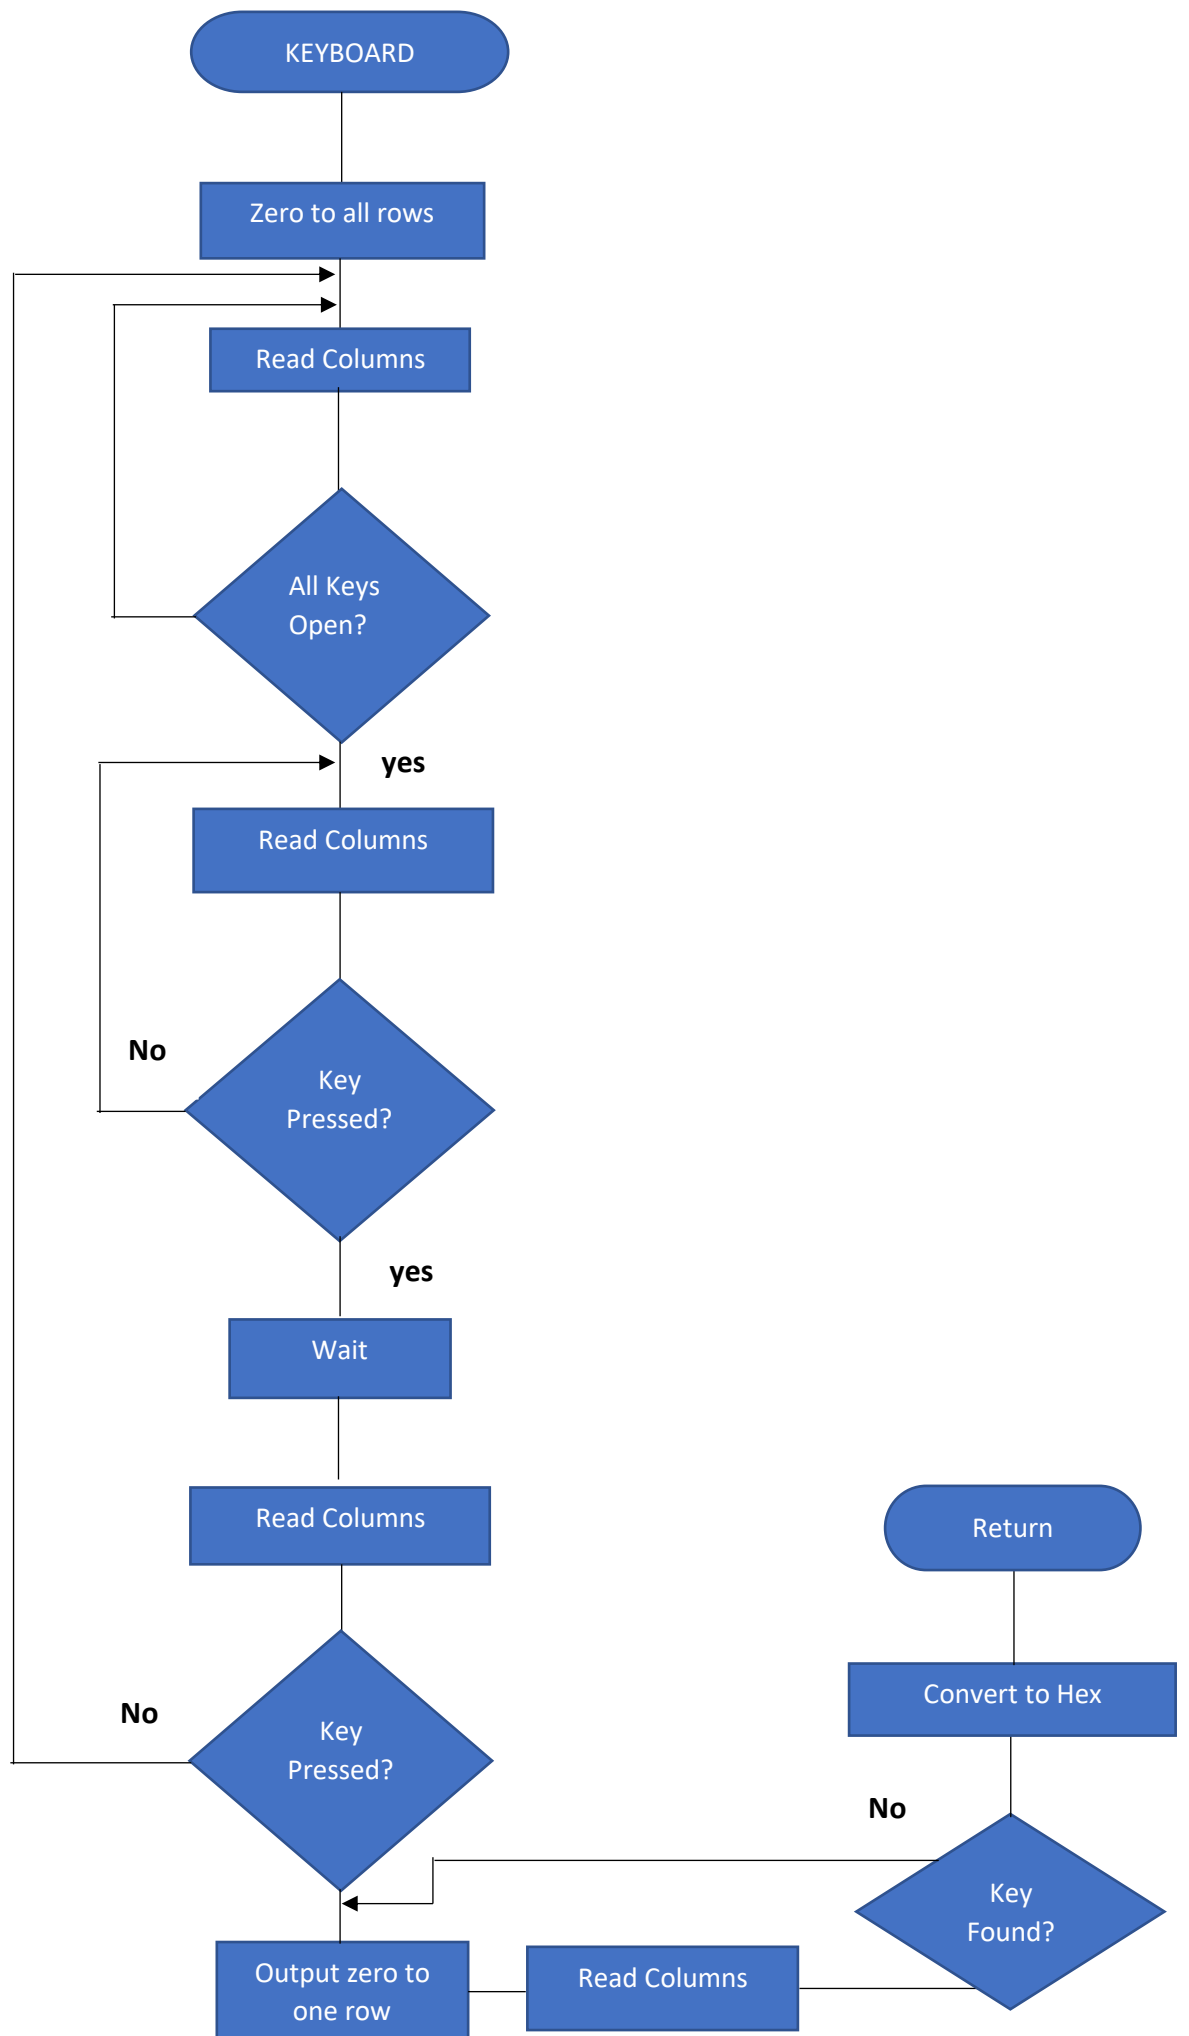 KEYBOARD
Zero to all rows
Read Columns
All Keys
Open?
yes
Read Columns
No
Key
Pressed?
yes
Wait
Read Columns
No
Key
Pressed?
Output zero to
one row
Read Columns
Key
Found?
No
Convert to Hex
Return